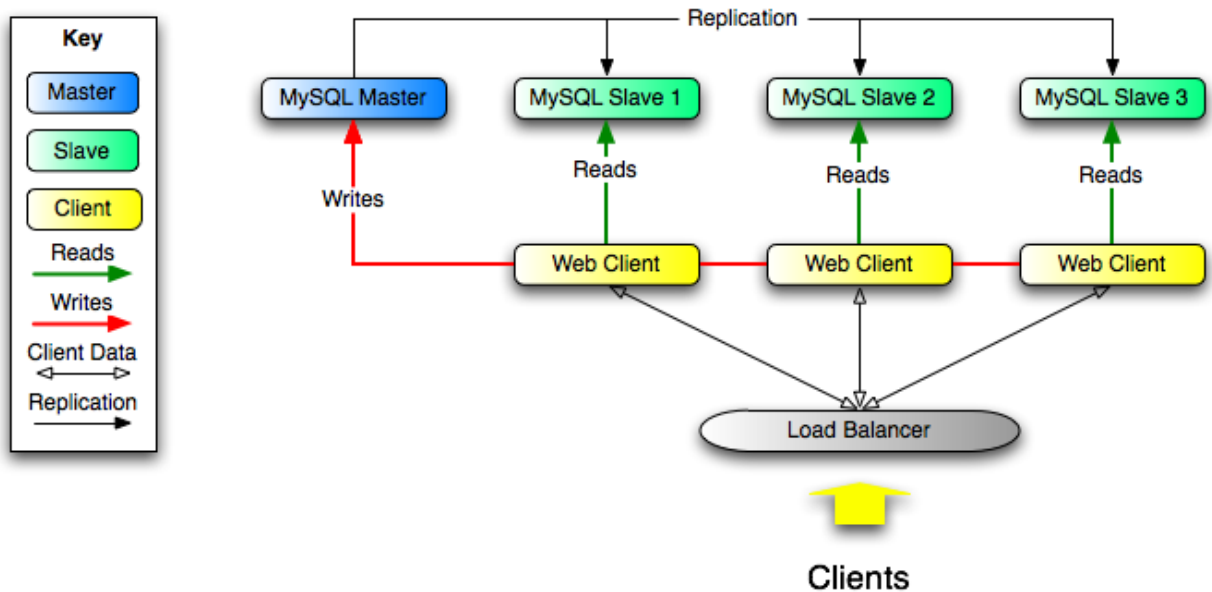 Key
Master
Slave
Client
Reads
Writes
Client Data
Replication
Replication
MySQL Master
MySQL Slave 1
MySQL Slave 2
MySQL Slave 3
Writes
Reads
Reads
Reads
Web Client
Web Client
Web Client
Load Balancer
Clients